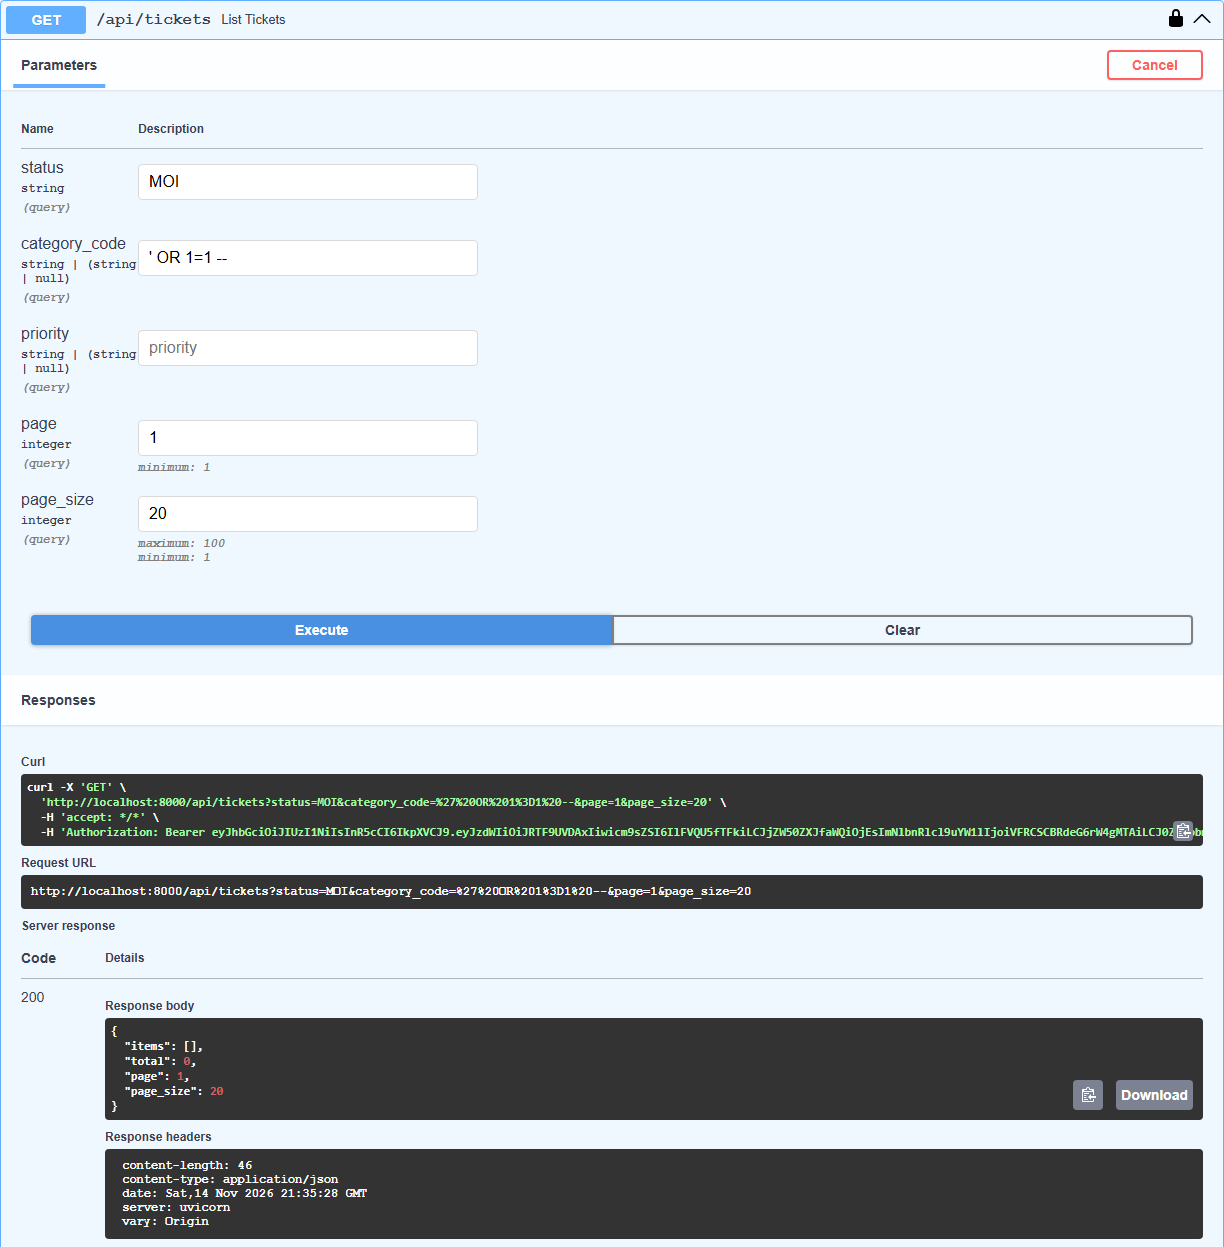 GET /api/tickets List Tickets
Parameters
Cancel
Name Description
status
string
(query)
MOI
category_code
string | (string
| null)
(query)
' OR 1=1 --
priority
string | (string
| null)
(query)
priority
page
integer
(query)
1
minimum: 1
page_size
integer
(query)
20
maximum: 100
minimum: 1
Execute
Clear
Responses
Curl
curl -X 'GET' \
'http://localhost:8000/api/tickets?status=MOI&category_code=%27%20OR%201%3D1%20--&page=1&page_size=20' \
-H 'accept: */*' \
-H 'Authorization: Bearer
Request URL
http://localhost:8000/api/tickets?status=MOI&category_code=%27%20OR%201%3D1%20--&page=1&page_size=20
Server response
Code Details
200
Response body
{
"items": [],
"total": 0,
"page": 1,
"page_size": 20
}
Download
Response headers
content-length: 46
content-type: application/json
date: Sat,14 Nov 2026 21:35:28 GMT
server: uvicorn
vary: Origin